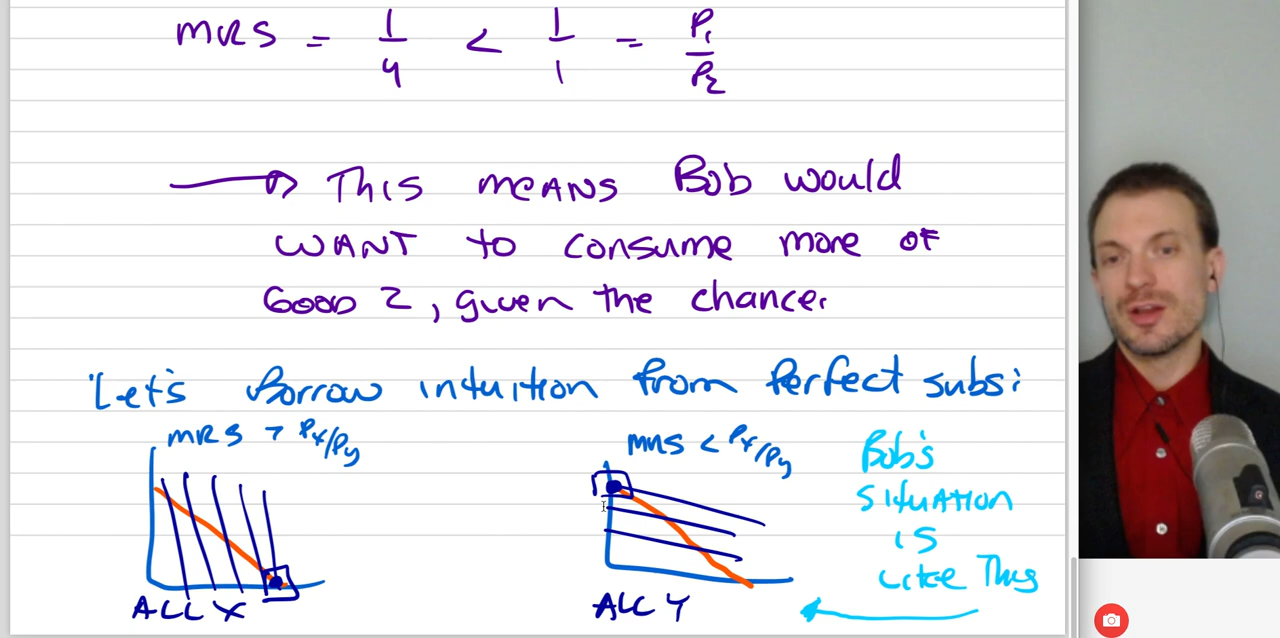 MRS = 1/4 < 1/1 = P1/P2
→ This means Bob would
want to consume more of
Good 2, given the chance.
Let's borrow intuition from perfect subs:
MRS > Px/Py
MRS < Px/Py
ALL X
ALL Y
Bob's
situation
is
like This